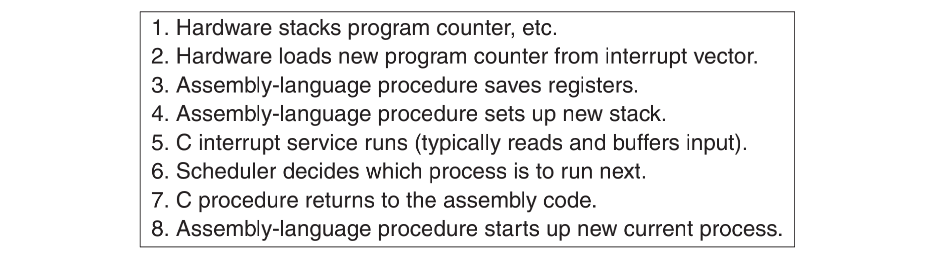 1. Hardware stacks program counter, etc.
2. Hardware loads new program counter from interrupt vector.
3. Assembly-language procedure saves registers.
4. Assembly-language procedure sets up new stack.
5. C interrupt service runs (typically reads and buffers input).
6. Scheduler decides which process is to run next.
7. C procedure returns to the assembly code.
8. Assembly-language procedure starts up new current process.